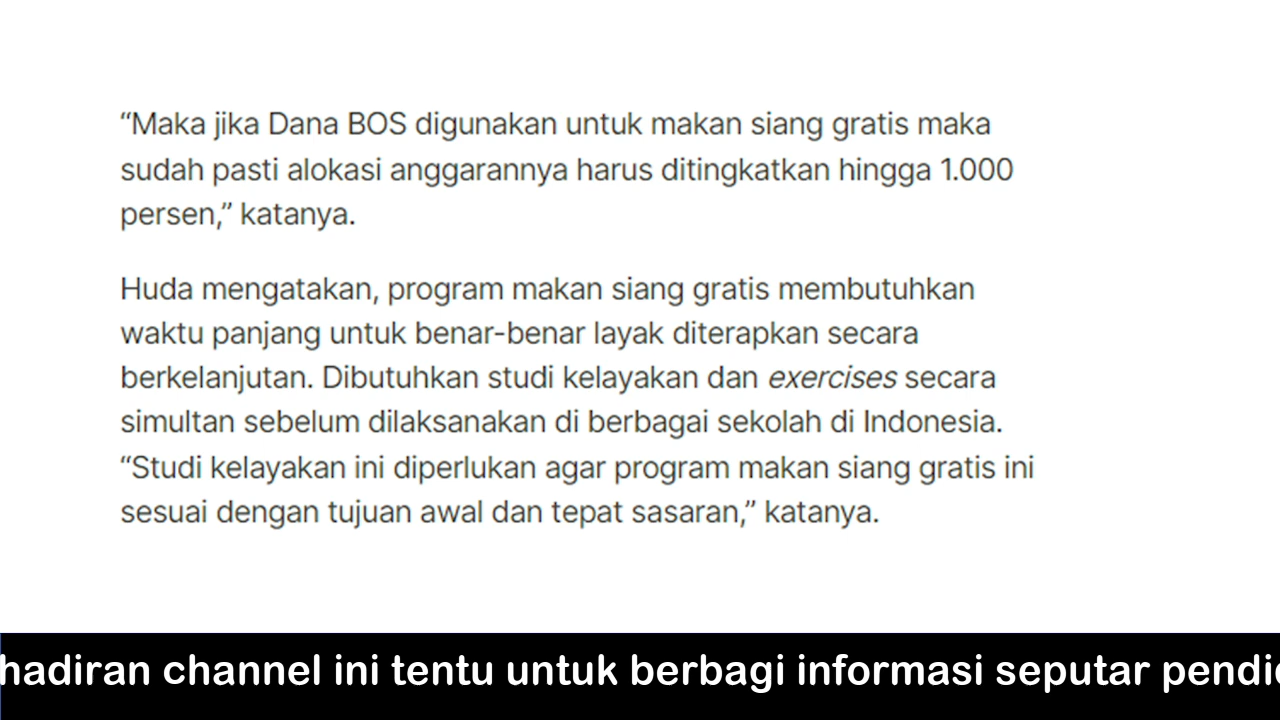 “Maka jika Dana BOS digunakan untuk makan siang gratis maka
sudah pasti alokasi anggarannya harus ditingkatkan hingga 1.000
persen,” katanya.
Huda mengatakan, program makan siang gratis membutuhkan
waktu panjang untuk benar-benar layak diterapkan secara
berkelanjutan. Dibutuhkan studi kelayakan dan exercises secara
simultan sebelum dilaksanakan di berbagai sekolah di Indonesia.
“Studi kelayakan ini diperlukan agar program makan siang gratis ini
sesuai dengan tujuan awal dan tepat sasaran,” katanya.
hadiran channel ini tentu untuk berbagi informasi seputar